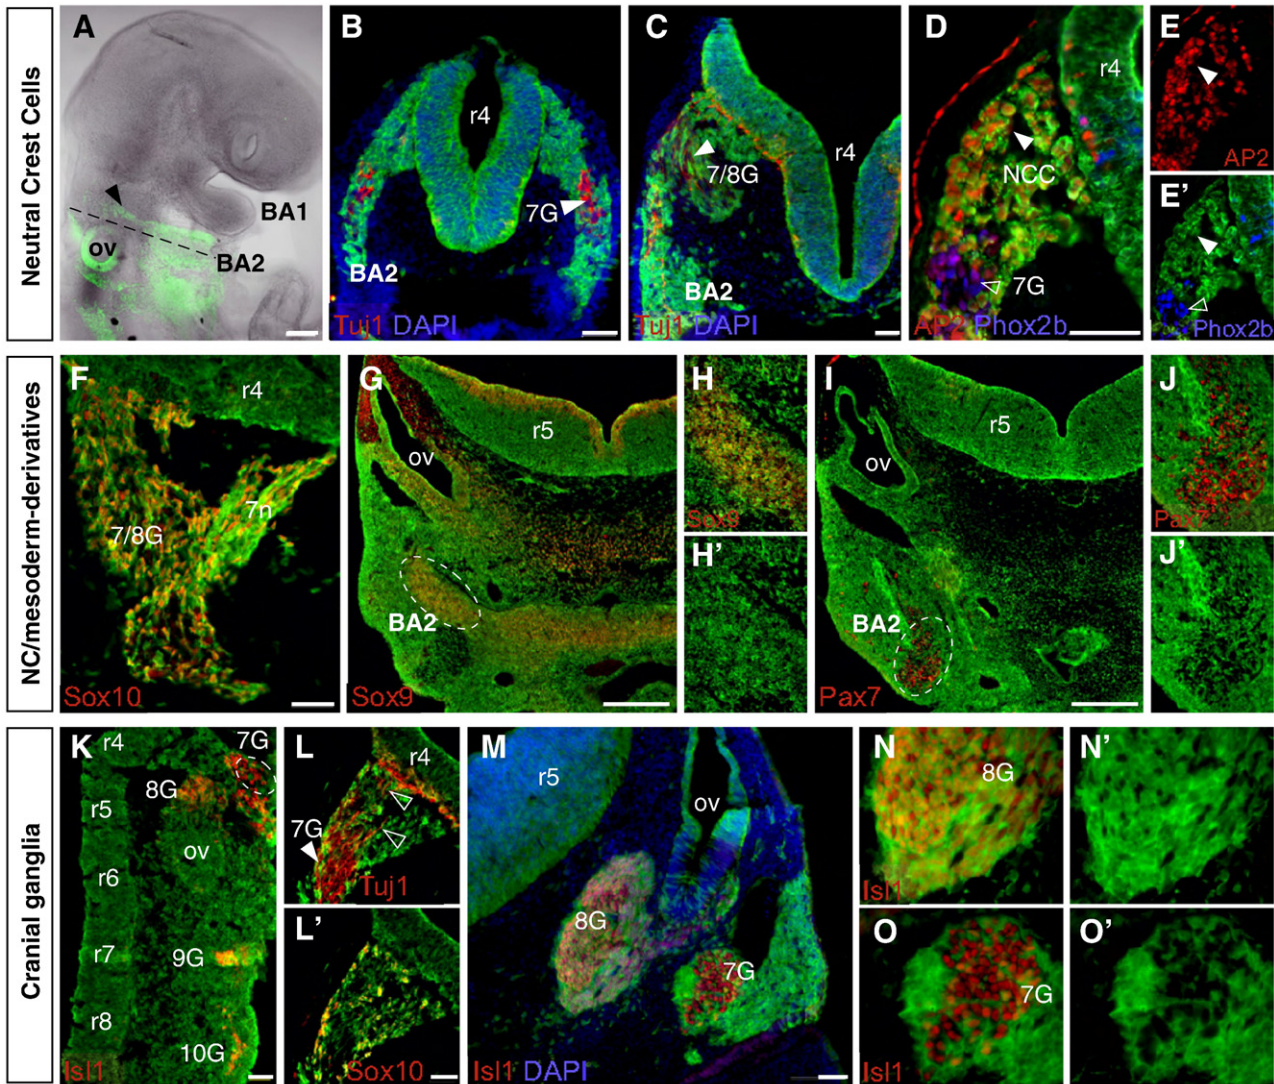 Neutral Crest Cells
A
BA1
ov
BA2
B
r4
7G
BA2
Tuj1 DAPI
C
r4
7/8G
BA2
Tuj1 DAPI
D
r4
NCC
7G
AP2 Phox2b
E
AP2
E'
Phox2b
NC/mesoderm-derivatives
F
r4
7n
7/8G
Sox10
G
r5
ov
BA2
Sox9
H
Sox9
H'
I
r5
ov
BA2
Pax7
J
Pax7
J'
Cranial ganglia
K
r4
7G
8G
r5
ov
r6
r7
9G
r8
10G
Isl1
L
r4
7G
Tuj1
L'
Sox10
M
r5
ov
8G
7G
Isl1 DAPI
N
8G
Isl1
N'
O
7G
Isl1
O'